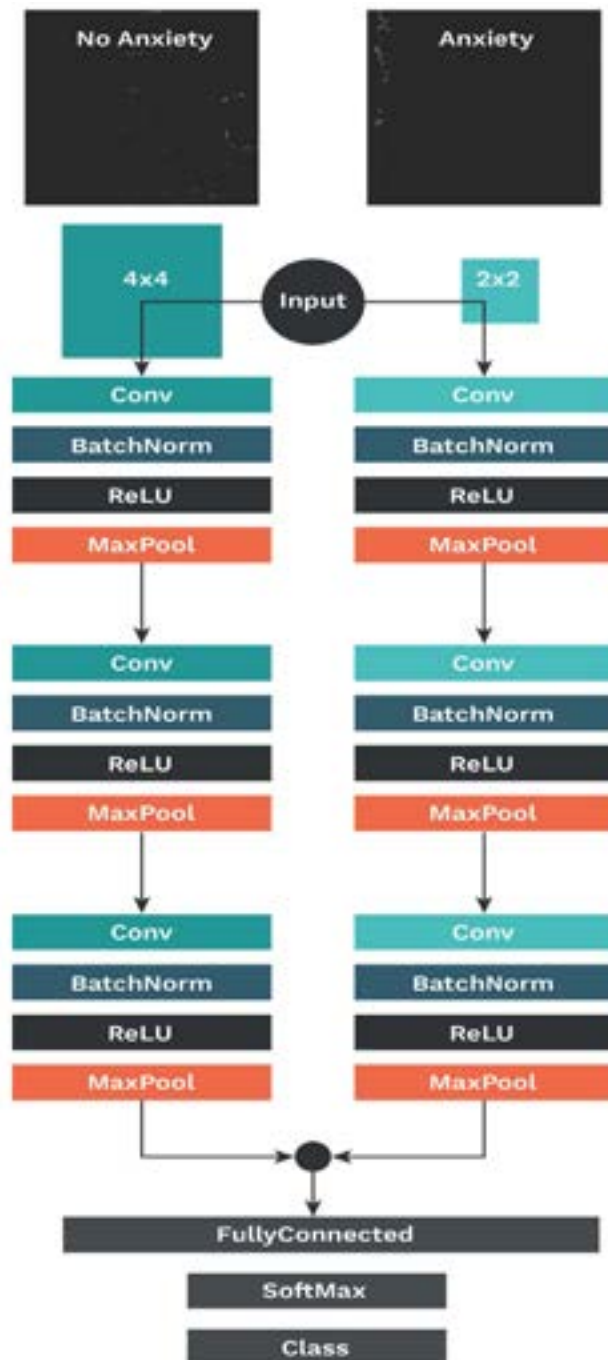 No Anxiety
Anxiety
4x4
Input
2x2
Conv
Conv
BatchNorm
BatchNorm
ReLU
ReLU
MaxPool
MaxPool
Conv
Conv
BatchNorm
BatchNorm
ReLU
ReLU
MaxPool
MaxPool
Conv
Conv
BatchNorm
BatchNorm
ReLU
ReLU
MaxPool
MaxPool
FullyConnected
SoftMax
Class